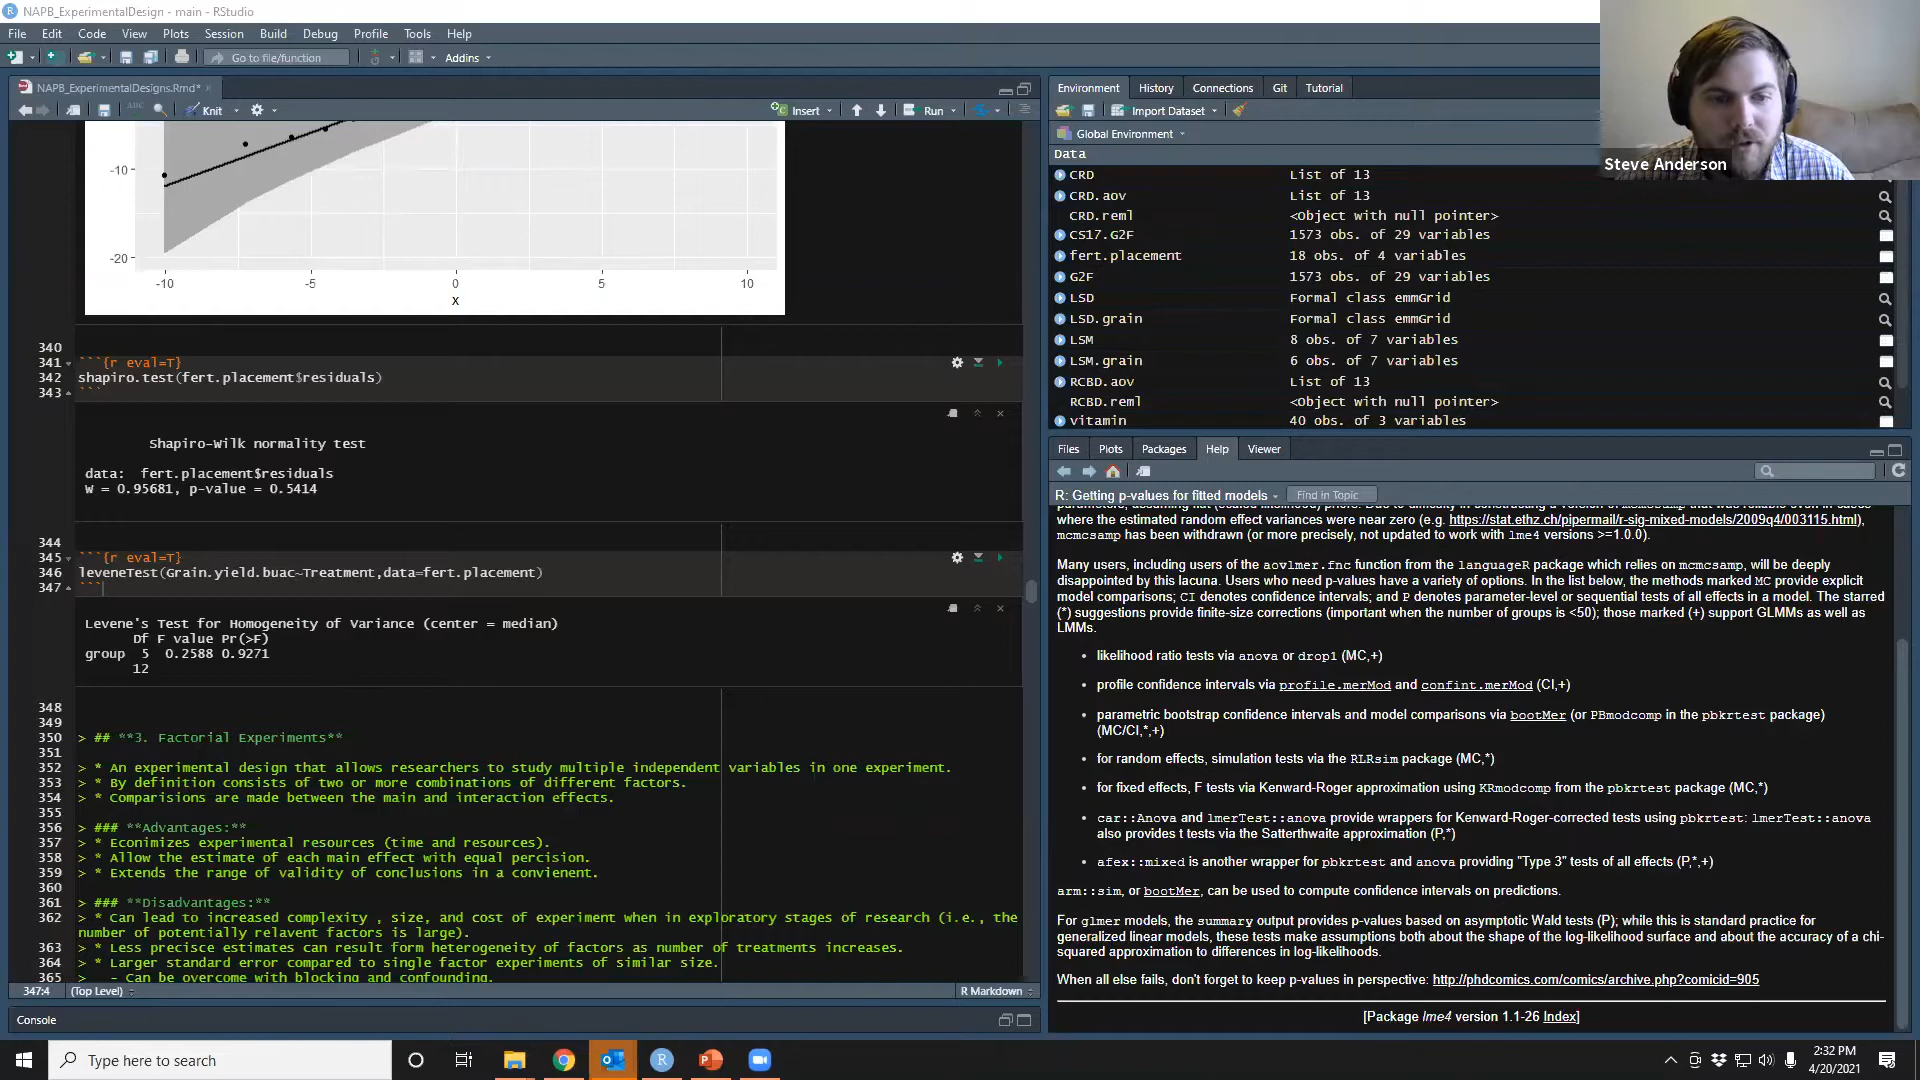 NAPB_ExperimentalDesign - main - RStudio
File Edit Code View Plots Session Build Debug Profile Tools Help
Go to file/function Addins
NAPB_ExperimentalDesigns.Rmd*
ABC Knit Insert Run
-10
-20
-10 -5 0 5 10
x
340
341 ```{r eval=T}
342 shapiro.test(fert.placement$residuals)
343 ```
Shapiro-Wilk normality test
data: fert.placement$residuals
W = 0.95681, p-value = 0.5414
344
345 ```{r eval=T}
346 leveneTest(Grain.yield.buac~Treatment,data=fert.placement)
347 ```
Levene's Test for Homogeneity of Variance (center = median)
Df F value Pr(>F)
group 5 0.2588 0.9271
12
348
349
350 > ## **3. Factorial Experiments**
351
352 > * An experimental design that allows researchers to study multiple independent variables in one experiment.
353 > * By definition consists of two or more combinations of different factors.
354 > * Comparisions are made between the main and interaction effects.
355
356 > ### **Advantages:**
357 > * Econimizes experimental resources (time and resources).
358 > * Allow the estimate of each main effect with equal percision.
359 > * Extends the range of validity of conclusions in a convienent.
360
361 > ### **Disadvantages:**
362 > * Can lead to increased complexity , size, and cost of experiment when in exploratory stages of research (i.e., the
number of potentially relavent factors is large).
363 > * Less precisce estimates can result form heterogeneity of factors as number of treatments increases.
364 > * Larger standard error compared to single factor experiments of similar size.
365 > - Can be overcome with blocking and confounding.
347:4 (Top Level) R Markdown
Console
Environment History Connections Git Tutorial
Import Dataset
Global Environment
Data
CRD List of 13
CRD.aov List of 13
CRD.reml <Object with null pointer>
CS17.G2F 1573 obs. of 29 variables
fert.placement 18 obs. of 4 variables
G2F 1573 obs. of 29 variables
LSD Formal class emmGrid
LSD.grain Formal class emmGrid
LSM 8 obs. of 7 variables
LSM.grain 6 obs. of 7 variables
RCBD.aov List of 13
RCBD.reml <Object with null pointer>
vitamin 40 obs. of 3 variables
Steve Anderson
Files Plots Packages Help Viewer
R: Getting p-values for fitted models Find in Topic
where the estimated random effect variances were near zero (e.g. https://stat.ethz.ch/pipermail/r-sig-mixed-models/2009q4/003115.html),
mcmcsamp has been withdrawn (or more precisely, not updated to work with lme4 versions >=1.0.0).
Many users, including users of the aovlmer.fnc function from the languageR package which relies on mcmcsamp, will be deeply
disappointed by this lacuna. Users who need p-values have a variety of options. In the list below, the methods marked MC provide explicit
model comparisons; CI denotes confidence intervals; and P denotes parameter-level or sequential tests of all effects in a model. The starred
(*) suggestions provide finite-size corrections (important when the number of groups is <50); those marked (+) support GLMMs as well as
LMMs.
• likelihood ratio tests via anova or drop1 (MC,+)
• profile confidence intervals via profile.merMod and confint.merMod (CI,+)
• parametric bootstrap confidence intervals and model comparisons via bootMer (or PBmodcomp in the pbkrtest package)
(MC/CI,*,+)
• for random effects, simulation tests via the RLRsim package (MC,*)
• for fixed effects, F tests via Kenward-Roger approximation using KRmodcomp from the pbkrtest package (MC,*)
• car::Anova and lmerTest::anova provide wrappers for Kenward-Roger-corrected tests using pbkrtest: lmerTest::anova
also provides t tests via the Satterthwaite approximation (P,*)
• afex::mixed is another wrapper for pbkrtest and anova providing "Type 3" tests of all effects (P,*,+)
arm::sim, or bootMer, can be used to compute confidence intervals on predictions.
For glmer models, the summary output provides p-values based on asymptotic Wald tests (P); while this is standard practice for
generalized linear models, these tests make assumptions both about the shape of the log-likelihood surface and about the accuracy of a chi-
squared approximation to differences in log-likelihoods.
When all else fails, don't forget to keep p-values in perspective: http://phdcomics.com/comics/archive.php?comicid=905
[Package lme4 version 1.1-26 Index]
Type here to search
2:32 PM
4/20/2021